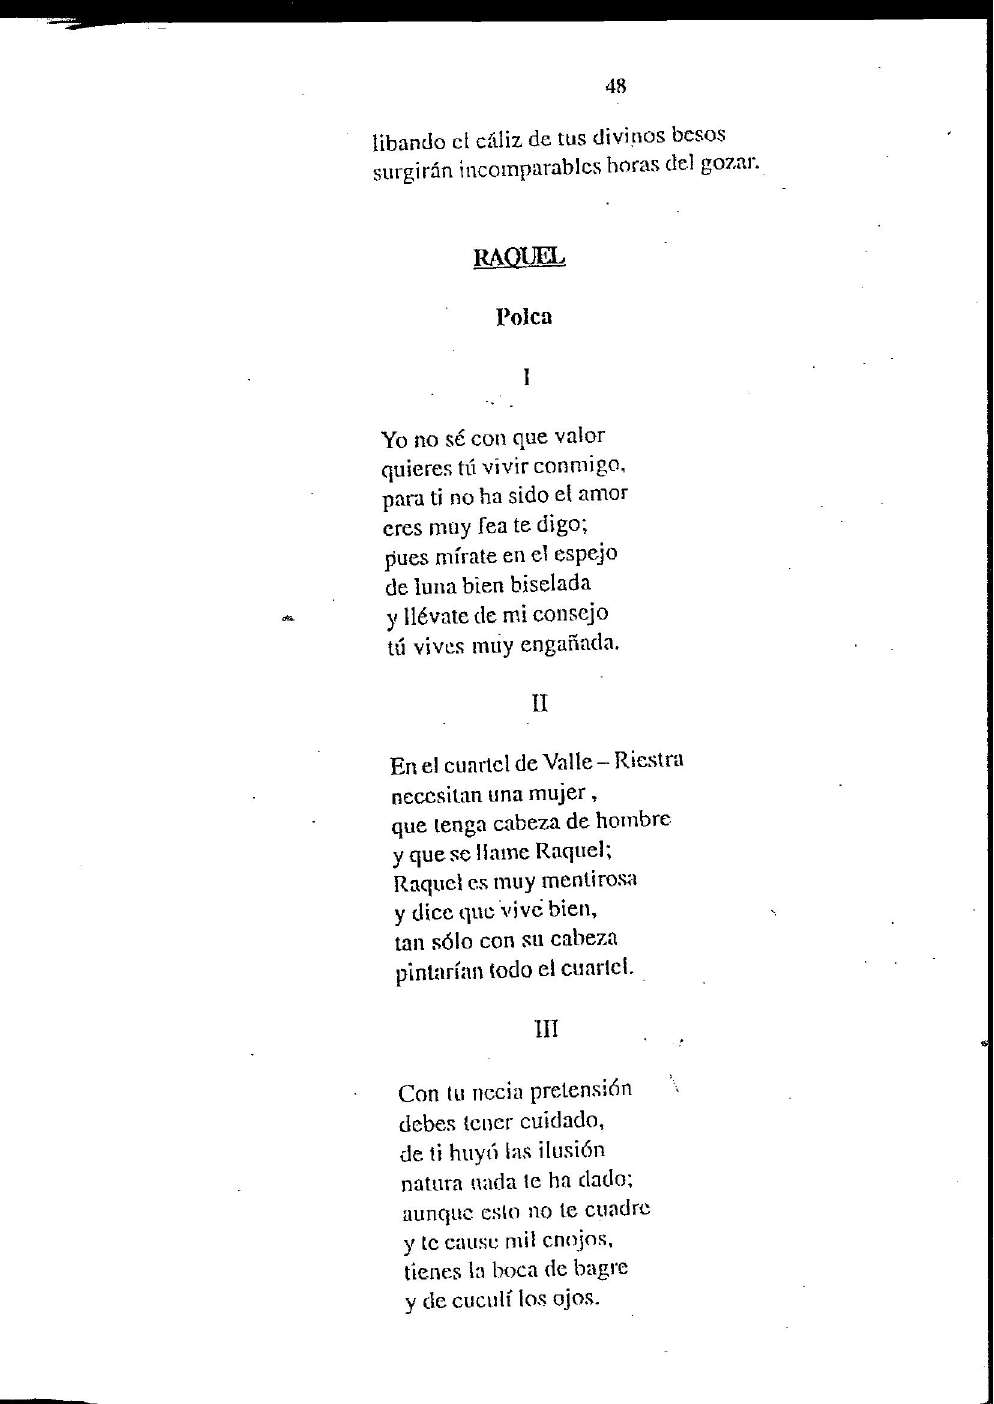 48
libando el cáliz de tus divinos besos
surgirán incomparables horas del gozar.
RAQUEL
Polca
I
Yo no sé con que valor
quieres tú vivir conmigo,
para ti no ha sido el amor
eres muy fea te digo;
pues mírate en el espejo
de luna bien biselada
y llévate de mi consejo
tú vives muy engañada.
II
En el cuartel de Valle – Riestra
necesitan una mujer ,
que tenga cabeza de hombre
y que se llame Raquel;
Raquel es muy mentirosa
y dice que vive bien,
tan sólo con su cabeza
pintarían todo el cuartel.
III
Con tu necia pretensión
debes tener cuidado,
de ti huyó las ilusión
natura nada te ha dado;
aunque esto no te cuadre
y te cause mil enojos,
tienes la boca de bagre
y de cuculí los ojos.